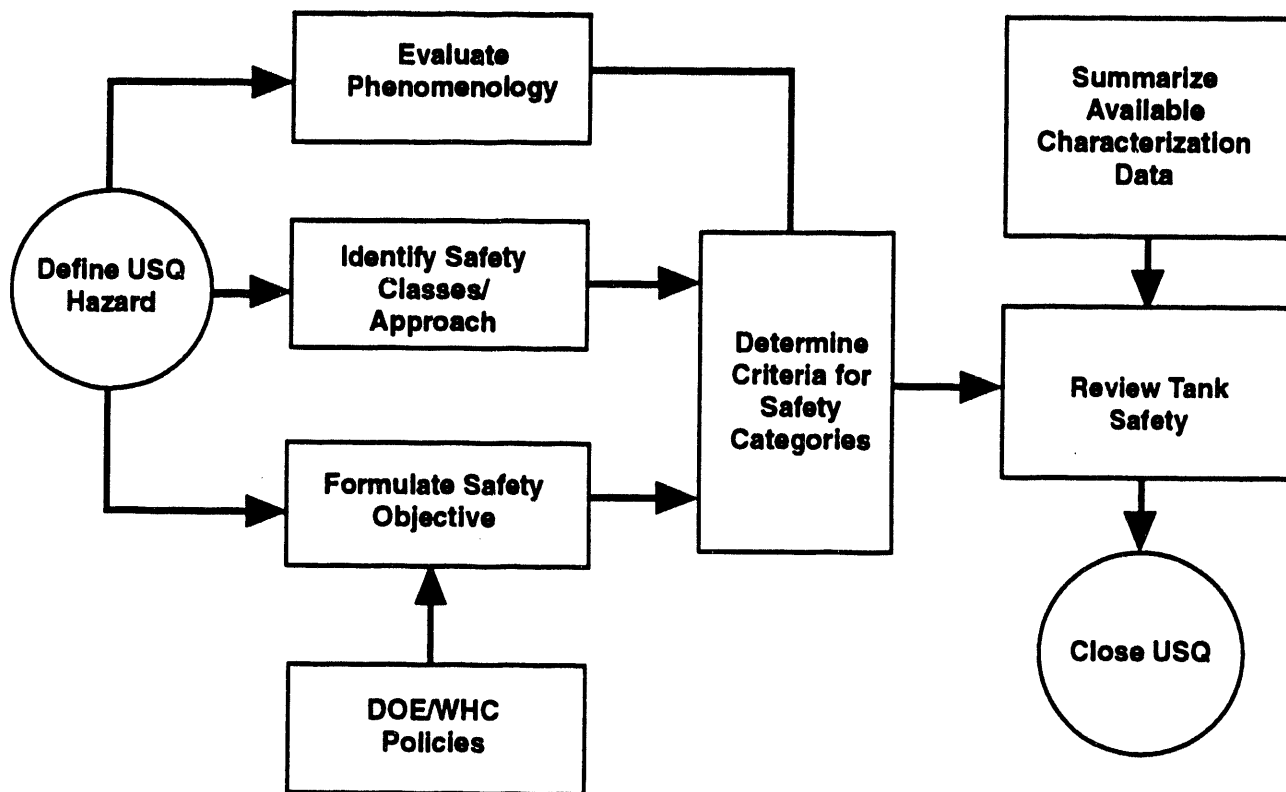 Evaluate
Phenomenology
Summarize
Available
Characterization
Data
Define USQ
Hazard
Identify Safety
Classes/
Approach
Determine
Criteria for
Safety
Categories
Review Tank
Safety
Formulate Safety
Objective
DOE/WHC
Policies
Close USQ